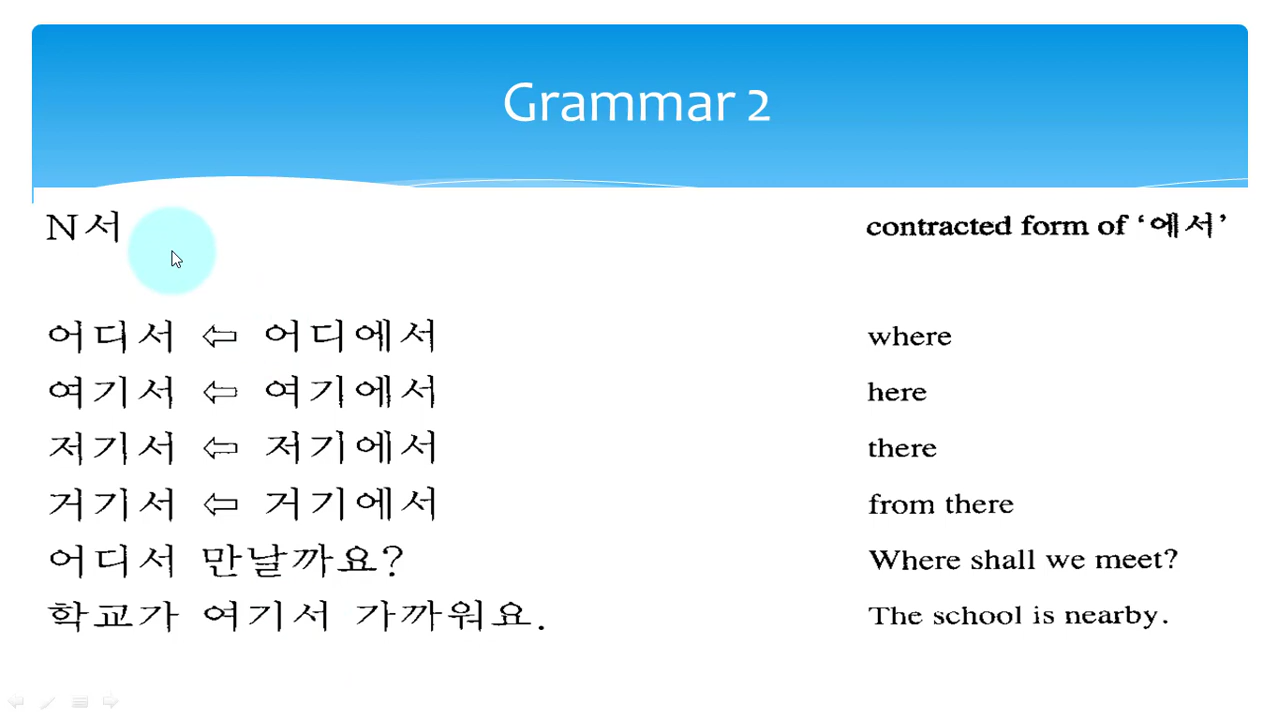 Grammar 2
N서 contracted form of ‘에서’
어디서 ⇦ 어디에서 where
여기서 ⇦ 여기에서 here
저기서 ⇦ 저기에서 there
거기서 ⇦ 거기에서 from there
어디서 만날까요? Where shall we meet?
학교가 여기서 가까워요. The school is nearby.